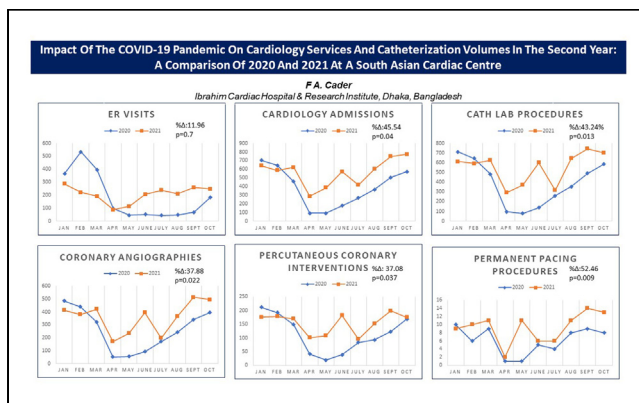 Impact Of The COVID-19 Pandemic On Cardiology Services And Catheterization Volumes In The Second Year:
A Comparison Of 2020 And 2021 At A South Asian Cardiac Centre
F A. Cader
Ibrahim Cardiac Hospital & Research Institute, Dhaka, Bangladesh
ER VISITS
%Δ:11.96
p=0.7
2020 2021
600
500
400
300
200
100
0
JAN FEB MAR APR MAY JUNE JULY AUG SEPT OCT
CARDIOLOGY ADMISSIONS
%Δ:45.54
p=0.04
2020 2021
900
800
700
600
500
400
300
200
100
0
JAN FEB MAR APR MAY JUNE JULY AUG SEPT OCT
CATH LAB PROCEDURES
%Δ:43.24%
p=0.013
2020 2021
800
700
600
500
400
300
200
100
0
JAN FEB MAR APR MAY JUNE JULY AUG SEPT OCT
CORONARY ANGIOGRAPHIES
%Δ:37.88
p=0.022
2020 2021
600
500
400
300
200
100
0
JAN FEB MAR APR MAY JUNE JULY AUG SEPT OCT
PERCUTANEOUS CORONARY
INTERVENTIONS
%Δ: 37.08
p=0.037
2020 2021
250
200
150
100
50
0
JAN FEB MAR APR MAY JUNE JULY AUG SEPT OCT
PERMANENT PACING
PROCEDURES
%Δ:52.46
p=0.009
2020 2021
16
14
12
10
8
6
4
2
0
JAN FEB MAR APR MAY JUNE JULY AUG SEPT OCT